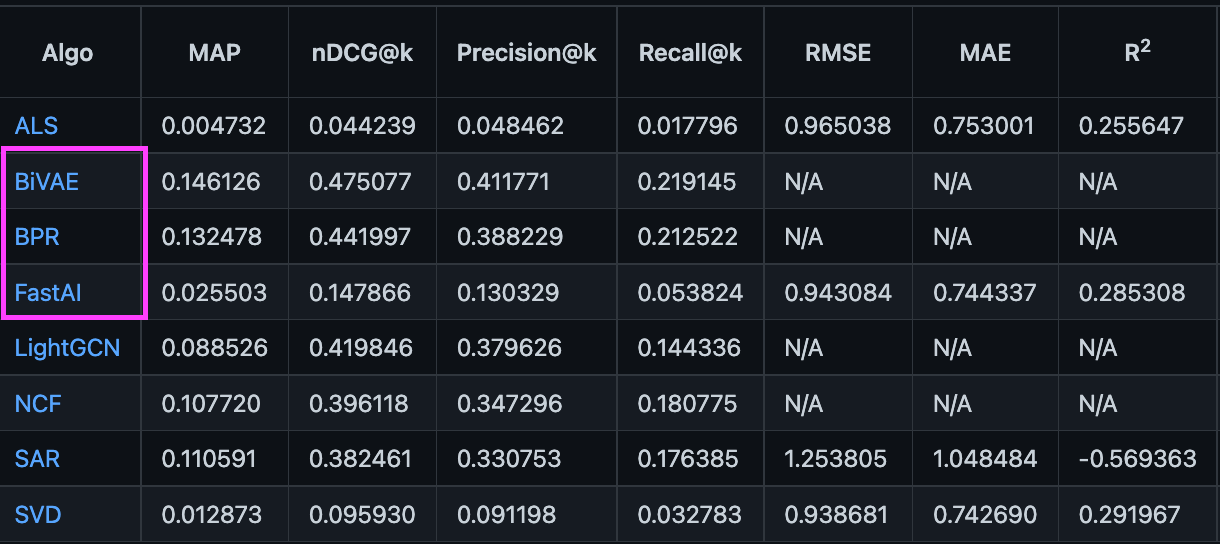 Algo MAP nDCG@k Precision@k Recall@k RMSE MAE R²
ALS 0.004732 0.044239 0.048462 0.017796 0.965038 0.753001 0.255647
BiVAE 0.146126 0.475077 0.411771 0.219145 N/A N/A N/A
BPR 0.132478 0.441997 0.388229 0.212522 N/A N/A N/A
FastAI 0.025503 0.147866 0.130329 0.053824 0.943084 0.744337 0.285308
LightGCN 0.088526 0.419846 0.379626 0.144336 N/A N/A N/A
NCF 0.107720 0.396118 0.347296 0.180775 N/A N/A N/A
SAR 0.110591 0.382461 0.330753 0.176385 1.253805 1.048484 -0.569363
SVD 0.012873 0.095930 0.091198 0.032783 0.938681 0.742690 0.291967